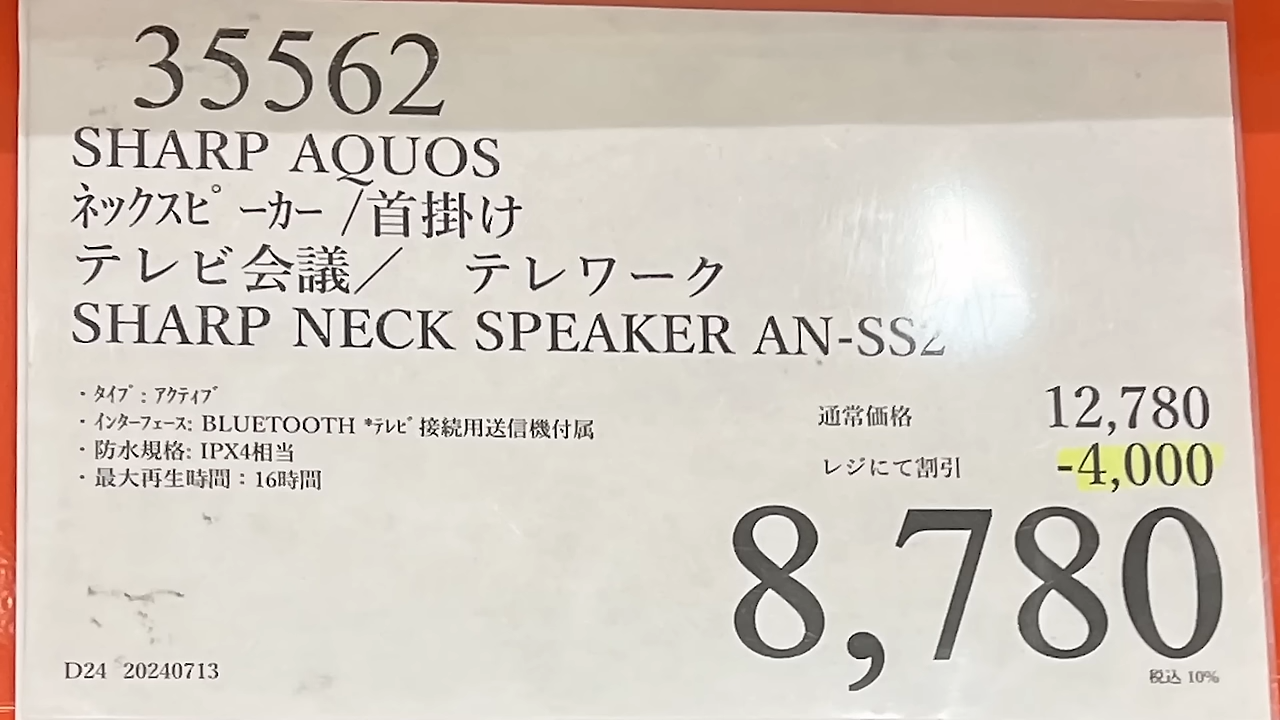 35562
SHARP AQUOS
ﾈｯｸｽﾋﾟ ｰｶｰ /首掛け
テレビ会議／　テレワーク
SHARP NECK SPEAKER AN-SS2
・ﾀｲﾌﾟ : ｱｸﾃｨﾌﾞ
・ｲﾝﾀｰﾌｪｰｽ: BLUETOOTH *ﾃﾚﾋﾞ接続用送信機付属
・防水規格: IPX4相当
・最大再生時間：16時間
通常価格 12,780
レジにて割引 -4,000
8,780
税込 10%
D24 20240713